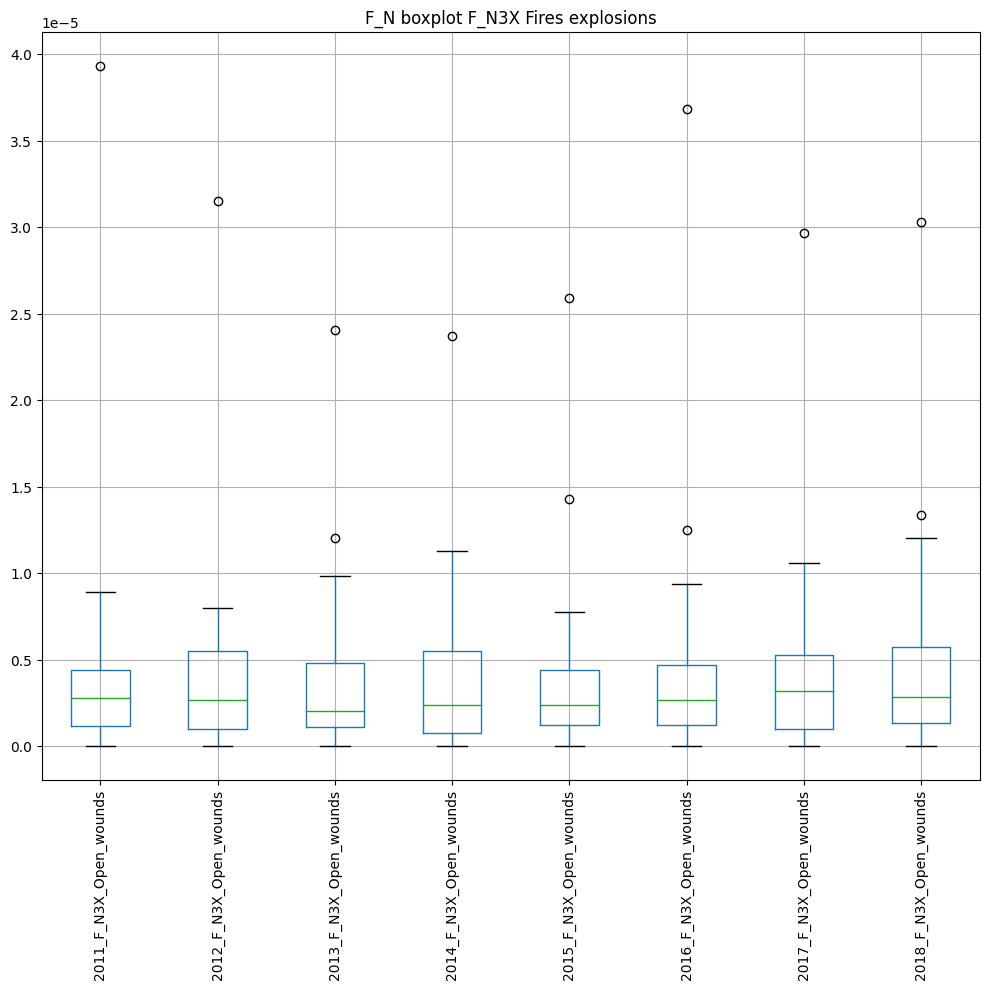 F_N boxplot F_N3X Fires explosions
1e−5
4.0
3.5
3.0
2.5
2.0
1.5
1.0
0.5
0.0
2011_F_N3X_Open_wounds
2012_F_N3X_Open_wounds
2013_F_N3X_Open_wounds
2014_F_N3X_Open_wounds
2015_F_N3X_Open_wounds
2016_F_N3X_Open_wounds
2017_F_N3X_Open_wounds
2018_F_N3X_Open_wounds